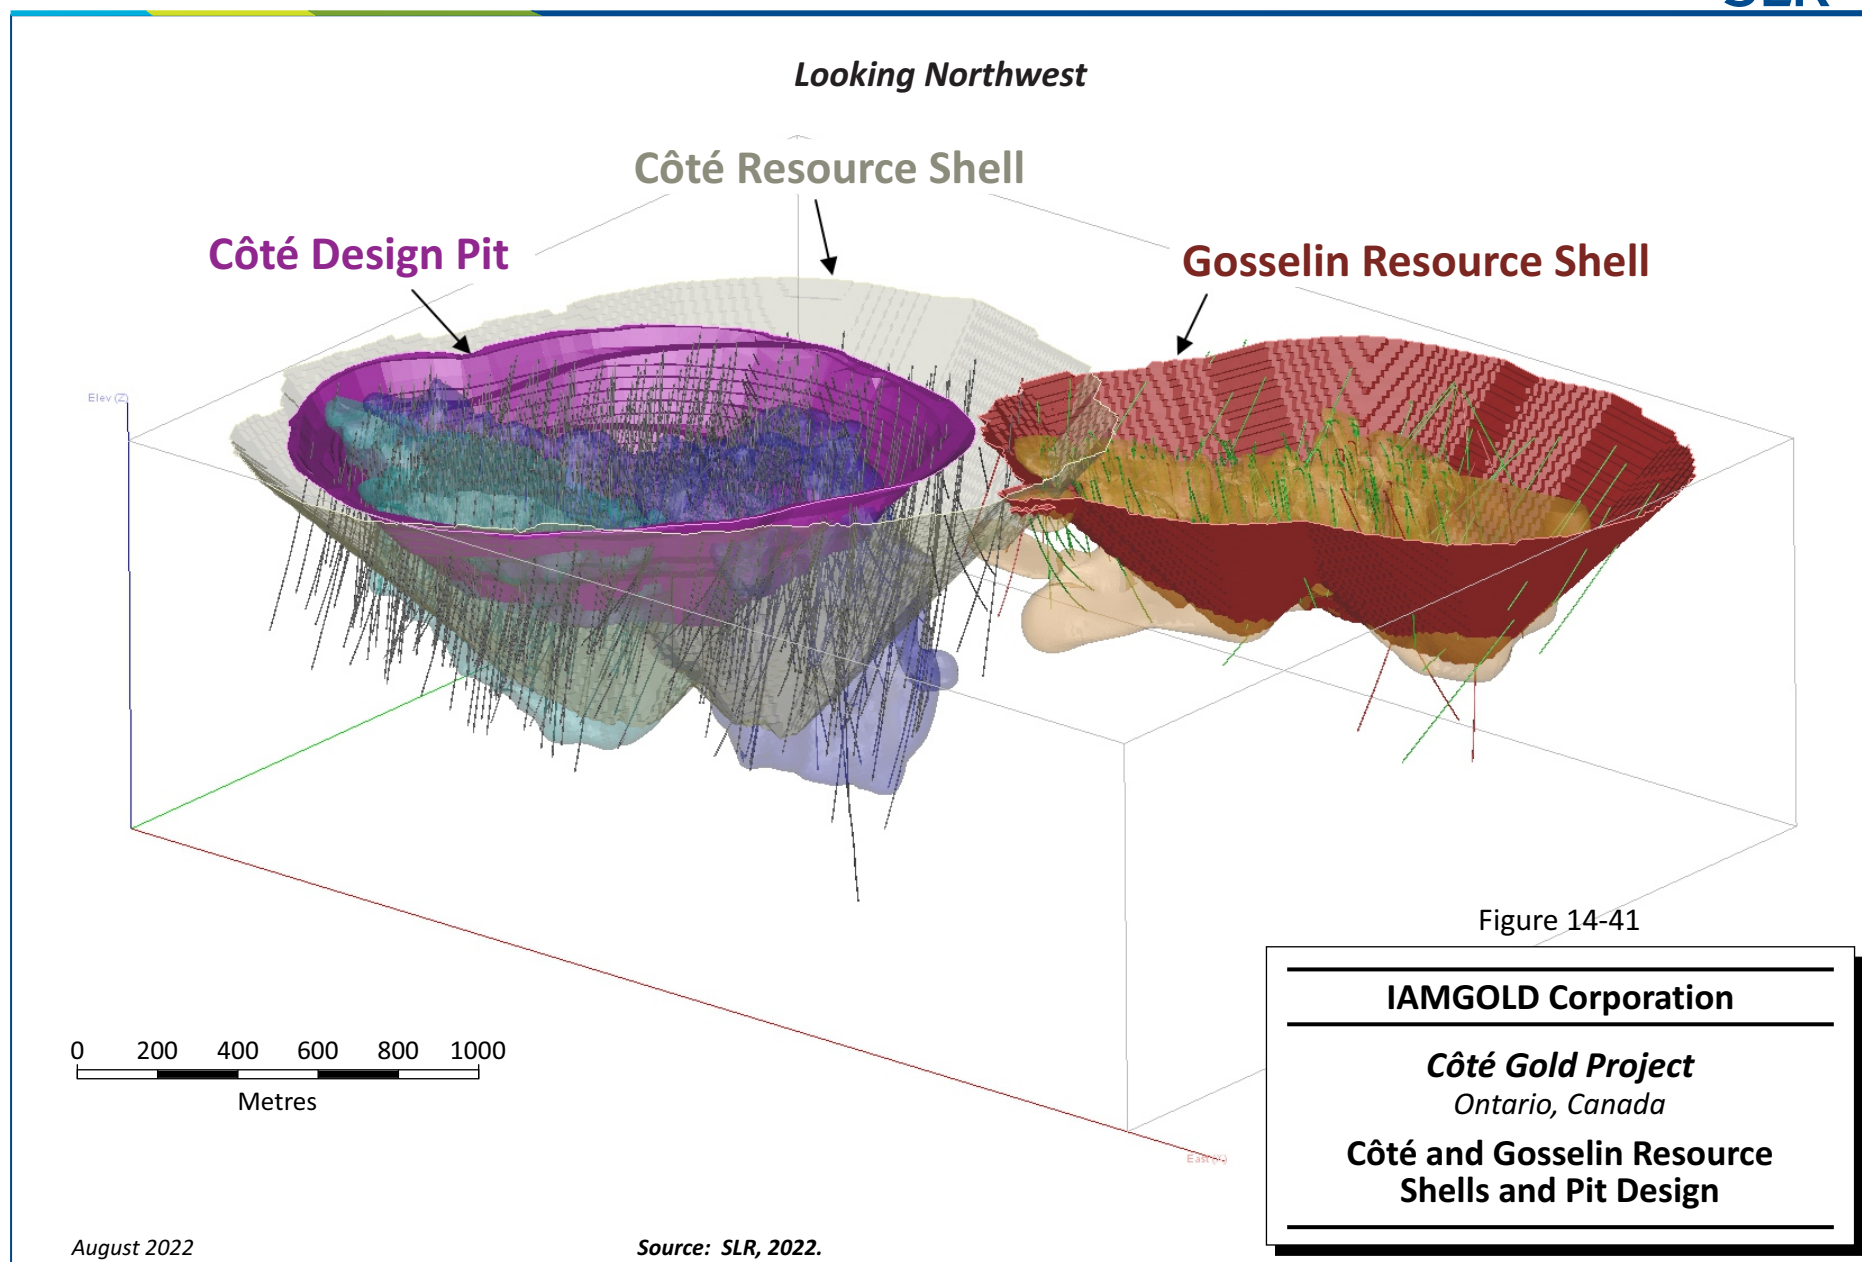 SLR
Looking Northwest
Côté Resource Shell
Côté Design Pit
Gosselin Resource Shell
Elev (Z)
Figure 14-41
IAMGOLD Corporation
Côté Gold Project
Ontario, Canada
Côté and Gosselin Resource
Shells and Pit Design
0 200 400 600 800 1000
Metres
East (X)
August 2022
Source: SLR, 2022.